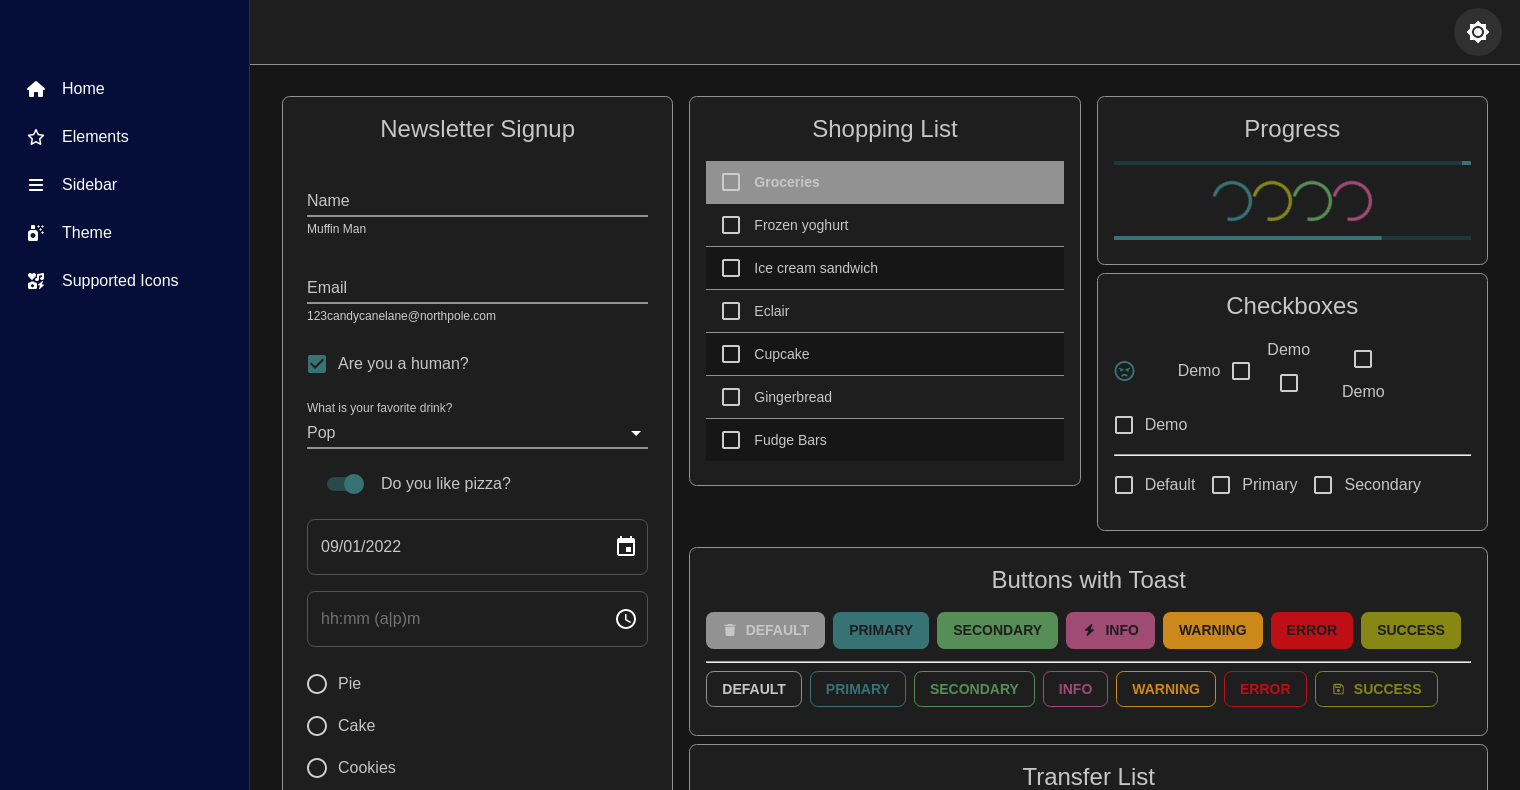 Home
Elements
Sidebar
Theme
Supported Icons
Newsletter Signup
Name
Muffin Man
Email
123candycanelane@northpole.com
Are you a human?
What is your favorite drink?
Pop
Do you like pizza?
09/01/2022
hh:mm (a|p)m
Pie
Cake
Cookies
Shopping List
Groceries
Frozen yoghurt
Ice cream sandwich
Eclair
Cupcake
Gingerbread
Fudge Bars
Progress
Checkboxes
Demo
Demo
Demo
Demo
Default Primary Secondary
Buttons with Toast
DEFAULT PRIMARY SECONDARY INFO WARNING ERROR SUCCESS
DEFAULT PRIMARY SECONDARY INFO WARNING ERROR SUCCESS
Transfer List